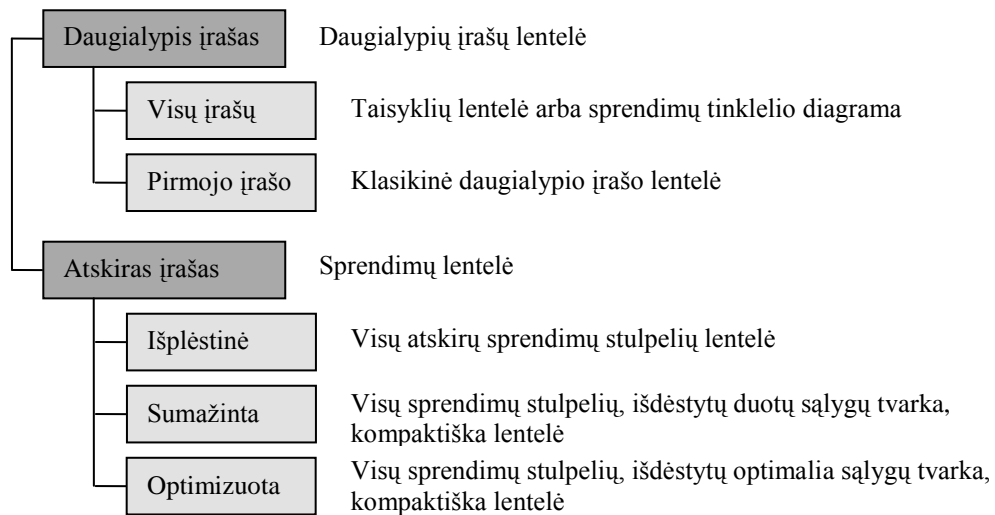 Daugialypis įrašas Daugialypių įrašų lentelė
Visų įrašų Taisyklių lentelė arba sprendimų tinklelio diagrama
Pirmojo įrašo Klasikinė daugialypio įrašo lentelė
Atskiras įrašas Sprendimų lentelė
Išplėstinė Visų atskirų sprendimų stulpelių lentelė
Sumažinta Visų sprendimų stulpelių, išdėstytų duotų sąlygų tvarka,
kompaktiška lentelė
Optimizuota Visų sprendimų stulpelių, išdėstytų optimalia sąlygų tvarka,
kompaktiška lentelė